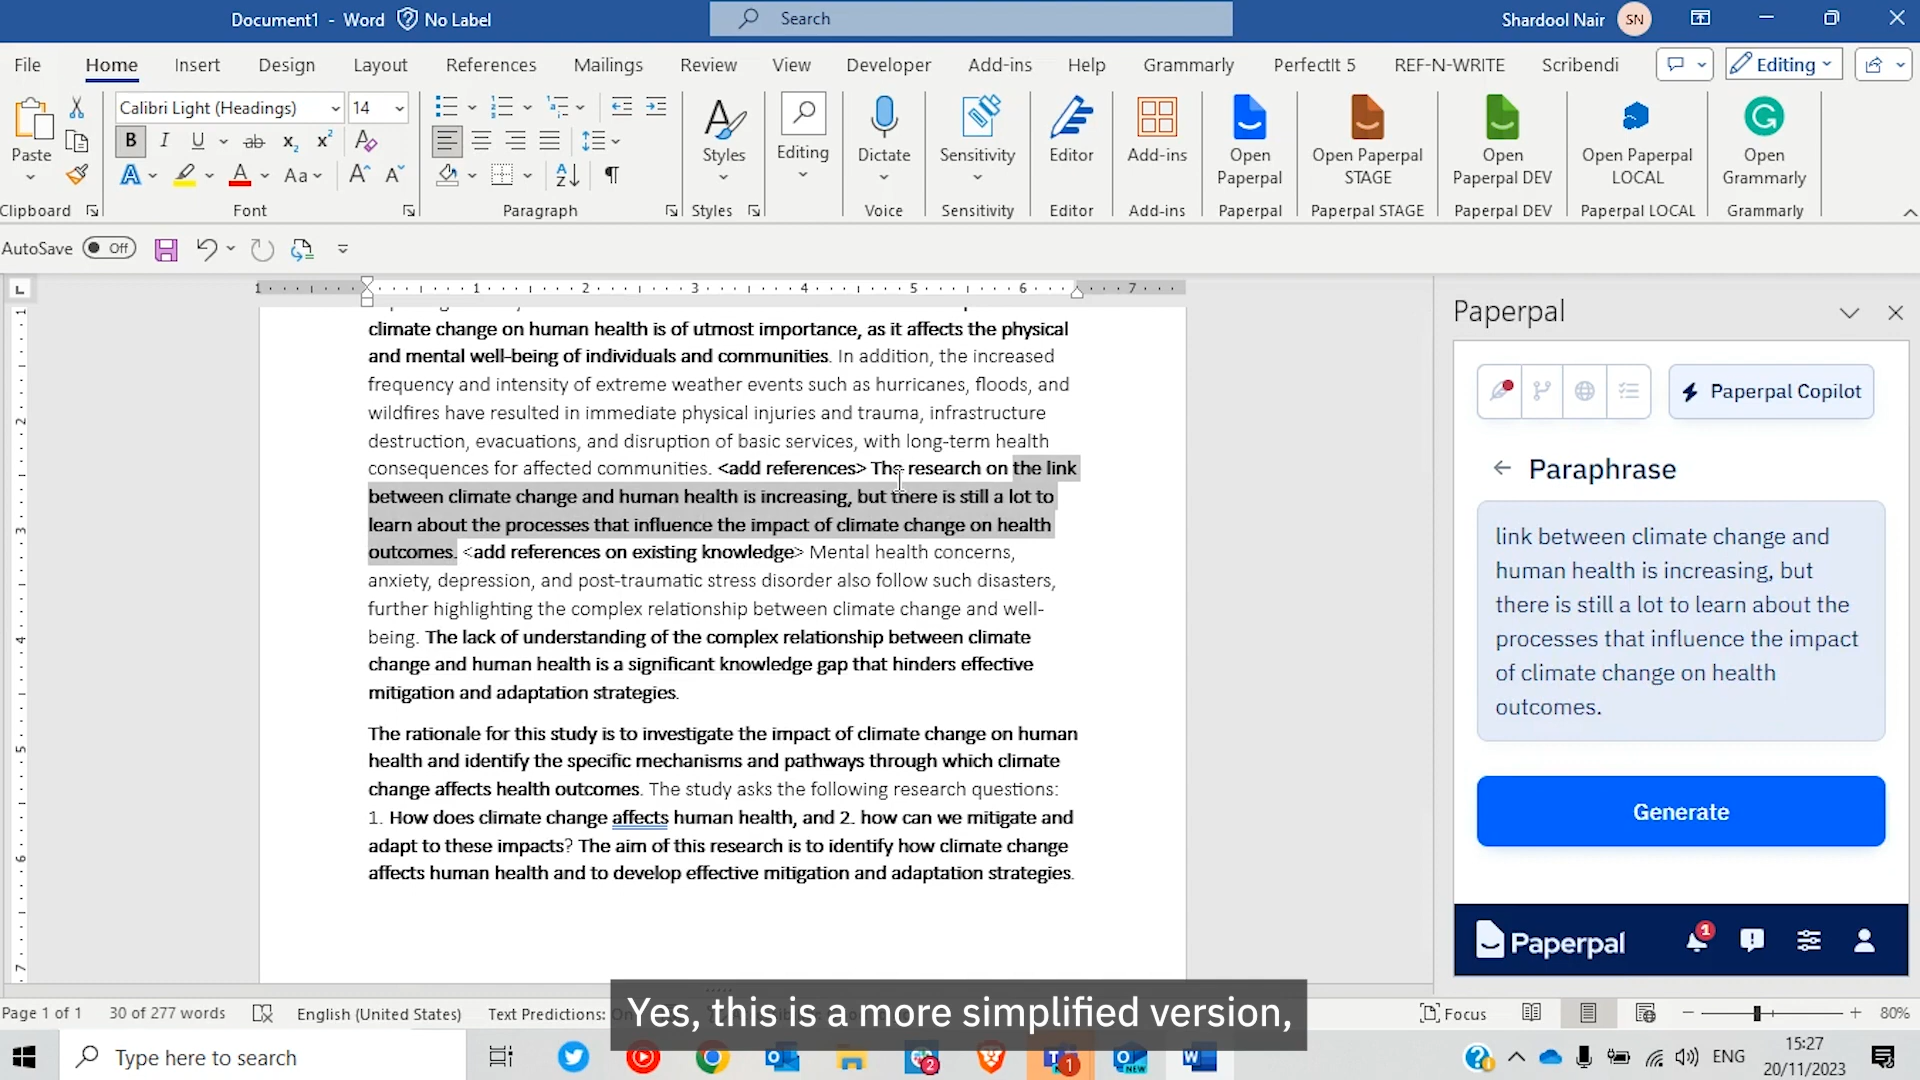 Document1 - Word No Label Search Shardool Nair SN
File Home Insert Design Layout References Mailings Review View Developer Add-ins Help Grammarly PerfectIt 5 REF-N-WRITE Scribendi Editing
Calibri Light (Headings) 14
Paste Styles Editing Dictate Sensitivity Editor Add-ins Open Paperpal Open Paperpal STAGE Open Paperpal DEV Open Paperpal LOCAL Open Grammarly
Clipboard Font Paragraph Styles Voice Sensitivity Editor Add-ins Paperpal Paperpal STAGE Paperpal DEV Paperpal LOCAL Grammarly
AutoSave Off
1 1 2 3 4 5 6 7
climate change on human health is of utmost importance, as it affects the physical
and mental well-being of individuals and communities. In addition, the increased
frequency and intensity of extreme weather events such as hurricanes, floods, and
wildfires have resulted in immediate physical injuries and trauma, infrastructure
destruction, evacuations, and disruption of basic services, with long-term health
consequences for affected communities. <add references> The research on the link
between climate change and human health is increasing, but there is still a lot to
learn about the processes that influence the impact of climate change on health
outcomes. <add references on existing knowledge> Mental health concerns,
anxiety, depression, and post-traumatic stress disorder also follow such disasters,
further highlighting the complex relationship between climate change and well-
being. The lack of understanding of the complex relationship between climate
change and human health is a significant knowledge gap that hinders effective
mitigation and adaptation strategies.
The rationale for this study is to investigate the impact of climate change on human
health and identify the specific mechanisms and pathways through which climate
change affects health outcomes. The study asks the following research questions:
1. How does climate change affects human health, and 2. how can we mitigate and
adapt to these impacts? The aim of this research is to identify how climate change
affects human health and to develop effective mitigation and adaptation strategies.
Paperpal
Paperpal Copilot
Paraphrase
link between climate change and
human health is increasing, but
there is still a lot to learn about the
processes that influence the impact
of climate change on health
outcomes.
Generate
Paperpal 1
Yes, this is a more simplified version,
Page 1 of 1 30 of 277 words English (United States) Text Predictions: Focus 80%
Type here to search 2 1 NEW ENG 15:27
20/11/2023